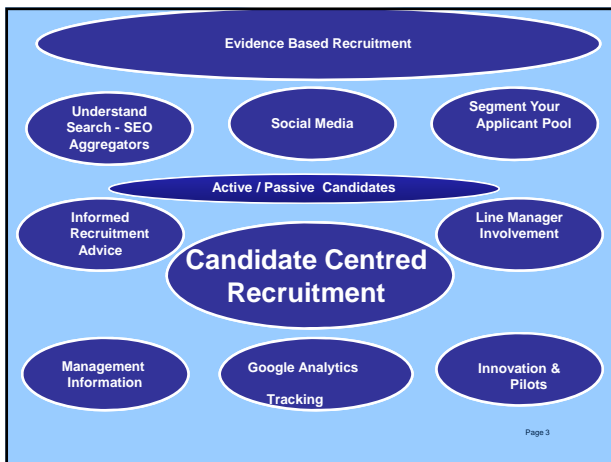 Evidence Based Recruitment
Understand
Search - SEO
Aggregators
Social Media
Segment Your
Applicant Pool
Active / Passive Candidates
Informed
Recruitment
Advice
Line Manager
Involvement
Candidate Centred
Recruitment
Management
Information
Google Analytics
Tracking
Innovation &
Pilots
Page 3